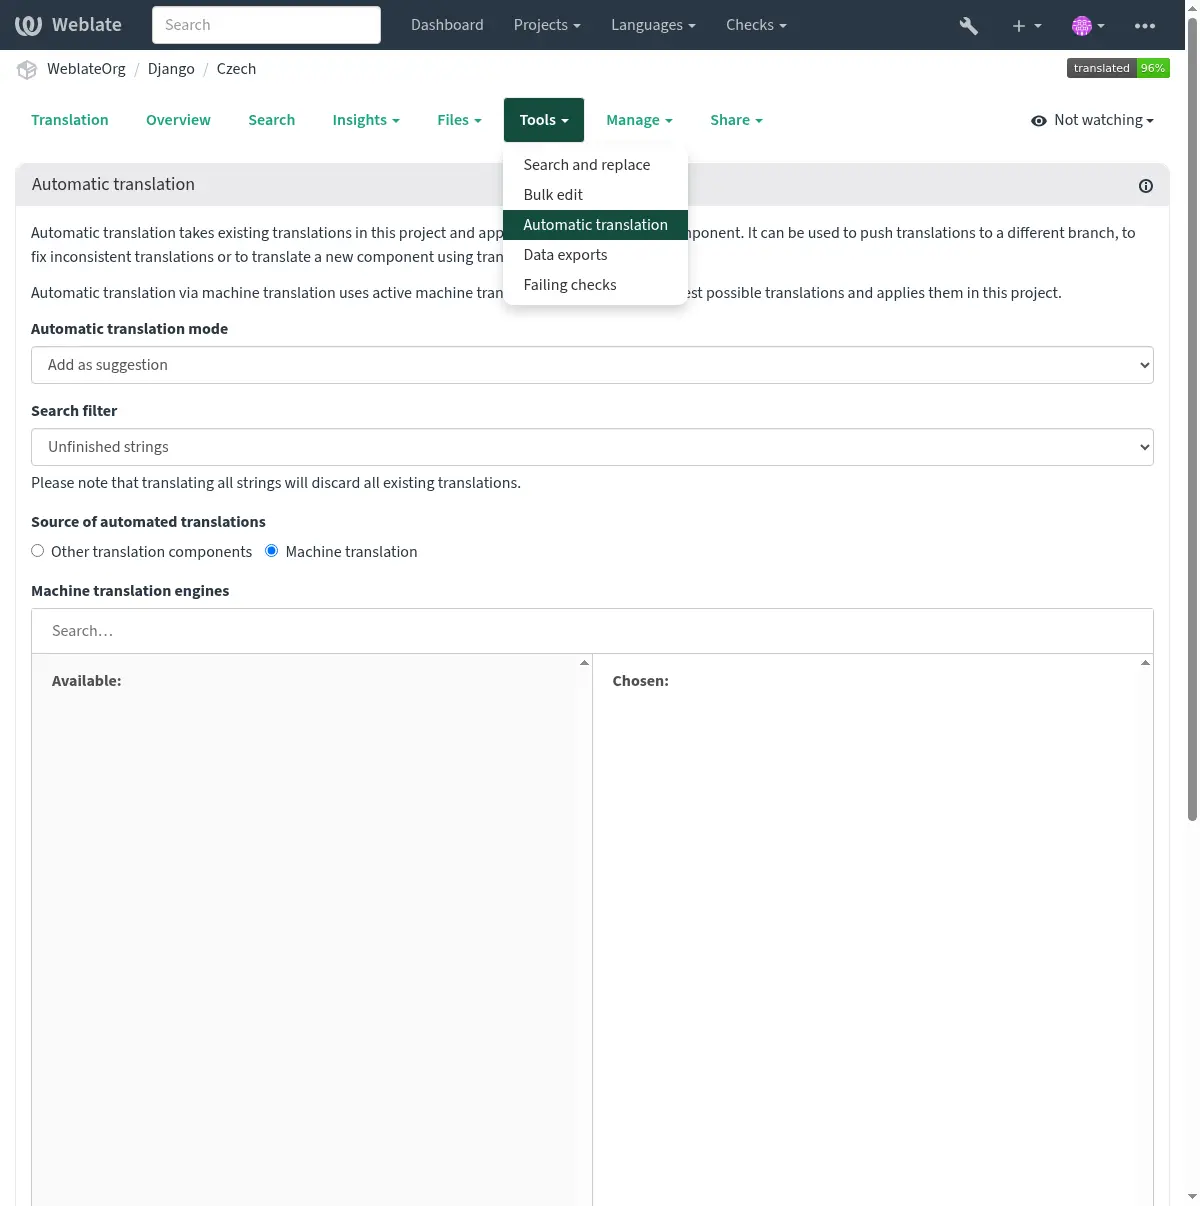 Weblate
Search
Dashboard
Projects
Languages
Checks
WeblateOrg / Django / Czech
translated 96%
Translation
Overview
Search
Insights
Files
Tools
Manage
Share
Not watching
Search and replace
Bulk edit
Automatic translation
Data exports
Failing checks
Automatic translation
Automatic translation takes existing translations in this project and app
. It can be used to push translations to a different branch, to
fix inconsistent translations or to translate a new component using tran
Automatic translation via machine translation uses active machine tran
possible translations and applies them in this project.
Automatic translation mode
Add as suggestion
Search filter
Unfinished strings
Please note that translating all strings will discard all existing translations.
Source of automated translations
Other translation components
Machine translation
Machine translation engines
Search…
Available:
Chosen: